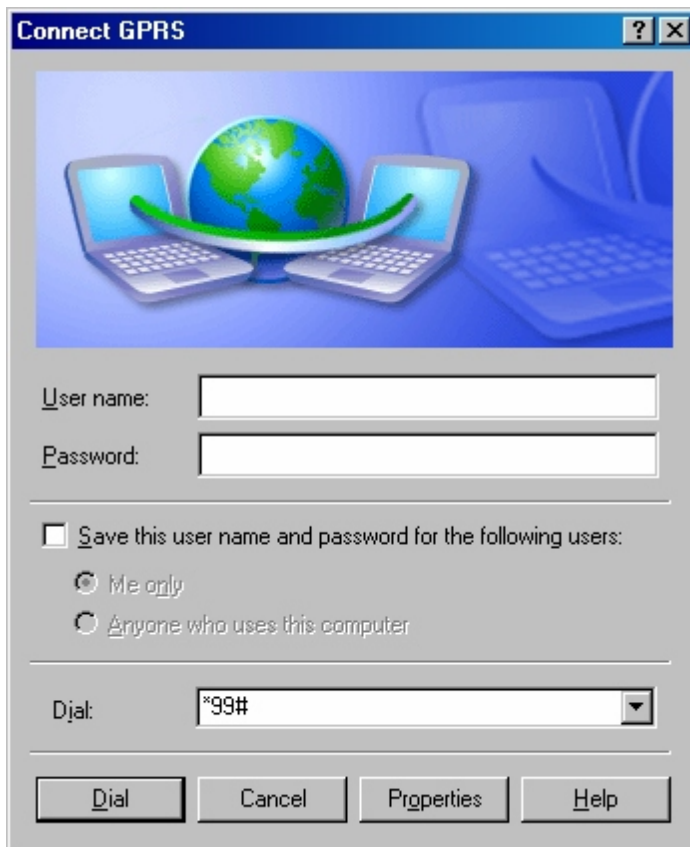 Connect GPRS
User name:
Password:
Save this user name and password for the following users:
Me only
Anyone who uses this computer
Dial: *99#
Dial Cancel Properties Help